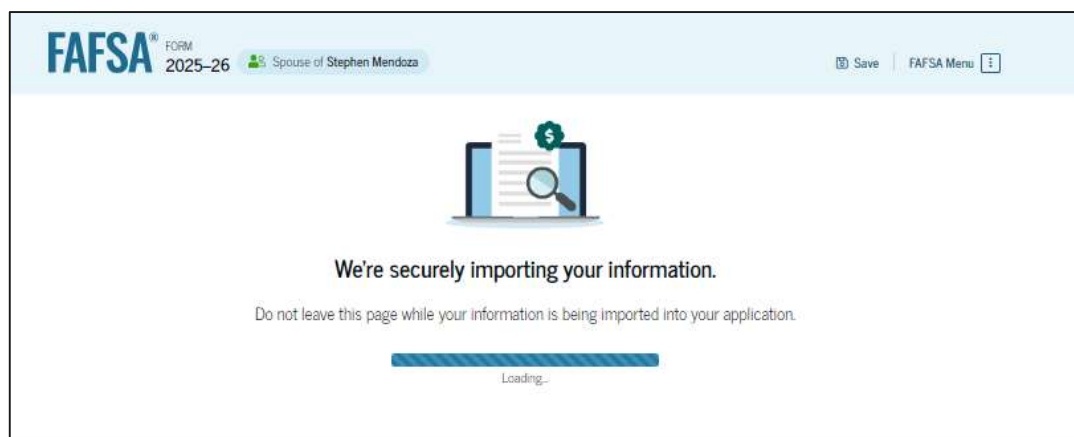 FAFSA® FORM 2025–26
Spouse of Stephen Mendoza
Save
FAFSA Menu
$
We're securely importing your information.
Do not leave this page while your information is being imported into your application.
Loading...